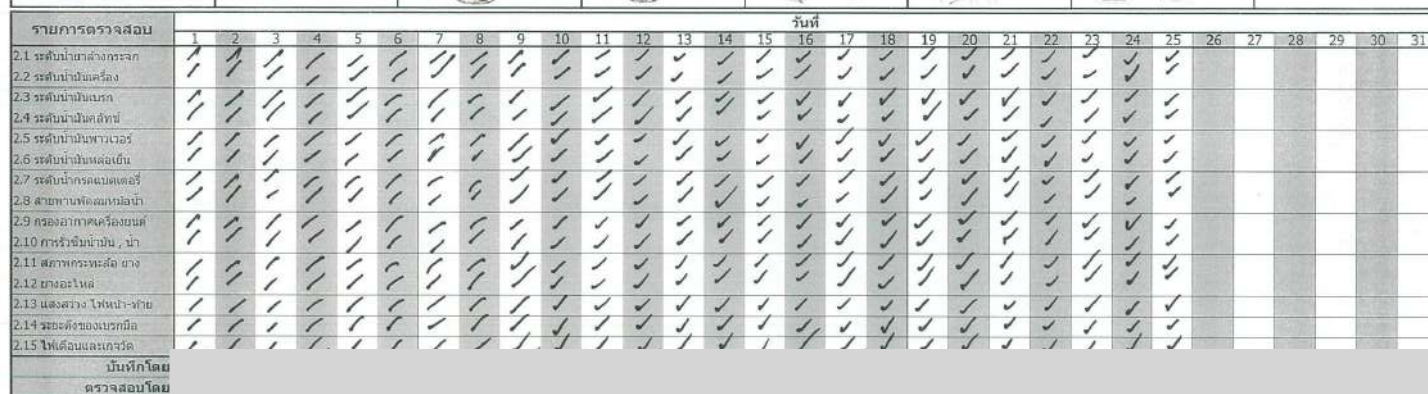 รายการตรวจสอบ
วันที่
1 2 3 4 5 6 7 8 9 10 11 12 13 14 15 16 17 18 19 20 21 22 23 24 25 26 27 28 29 30 31
2.1 ระดับน้ำยาล้างกระจก
2.2 ระดับน้ำมันเครื่อง
2.3 ระดับน้ำมันเบรก
2.4 ระดับน้ำมันคลัทช์
2.5 ระดับน้ำมันพาวเวอร์
2.6 ระดับน้ำมันหล่อเย็น
2.7 ระดับน้ำกรดแบตเตอรี่
2.8 สายพานพัดลมหม้อน้ำ
2.9 กรองอากาศเครื่องยนต์
2.10 การรั่วซึมน้ำมัน , น้ำ
2.11 สภาพกระทะล้อ ยาง
2.12 ยางอะไหล่
2.13 แสงสว่าง ไฟหน้า-ท้าย
2.14 ระยะดึงของเบรกมือ
2.15 ไฟเตือนและเกจวัด
บันทึกโดย
ตรวจสอบโดย